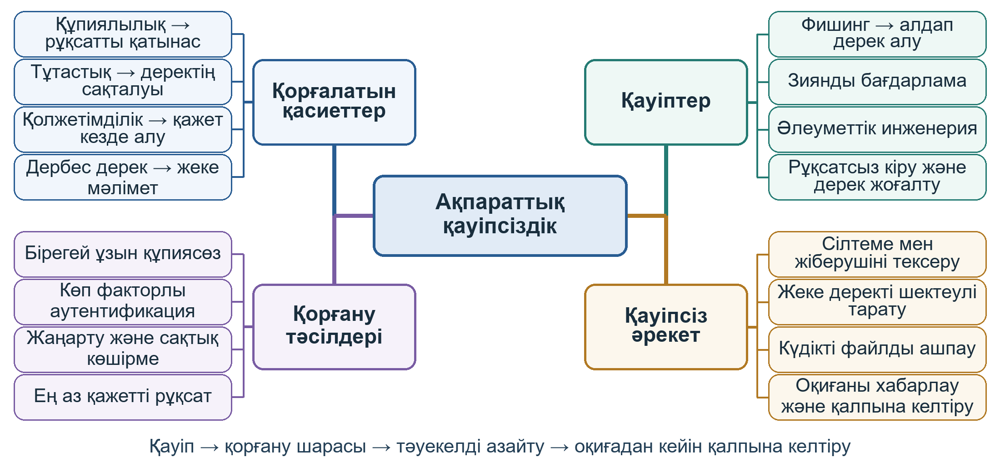 Құпиялылық →
рұқсатты қатынас
Тұтастық → деректің
сақталуы
Қолжетімділік → қажет
кезде алу
Дербес дерек → жеке
мәлімет
Қорғалатын
қасиеттер
Қауіптер
Фишинг → алдап
дерек алу
Зиянды бағдарлама
Әлеуметтік инженерия
Рұқсатсыз кіру және
дерек жоғалту
Ақпараттық
қауіпсіздік
Бірегей ұзын құпиясөз
Көп факторлы
аутентификация
Жаңарту және сақтық
көшірме
Ең аз қажетті рұқсат
Қорғану
тәсілдері
Қауіпсіз
әрекет
Сілтеме мен
жіберушіні тексеру
Жеке деректі шектеулі
тарату
Күдікті файлды ашпау
Оқиғаны хабарлау
және қалпына келтіру
Қауіп → қорғану шарасы → тәуекелді азайту → оқиғадан кейін қалпына келтіру